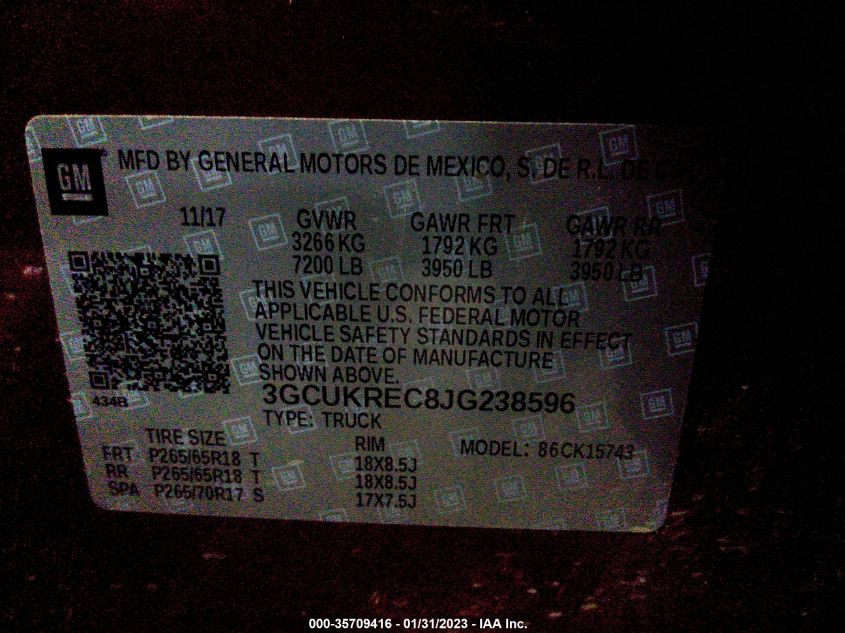 GM
MFD BY GENERAL MOTORS DE MEXICO, S. DE R.L. DE C
11/17 GVWR GAWR FRT GAWR RR
3266 KG 1792 KG 1792 KG
7200 LB 3950 LB 3950 LB
THIS VEHICLE CONFORMS TO ALL
APPLICABLE U.S. FEDERAL MOTOR
VEHICLE SAFETY STANDARDS IN EFFECT
ON THE DATE OF MANUFACTURE
SHOWN ABOVE.
434B
3GCUKREC8JG238596
TYPE: TRUCK
TIRE SIZE RIM MODEL: 86CK15743
FRT P265/65R18 T 18X8.5J
RR P265/65R18 T 18X8.5J
SPA P265/70R17 S 17X7.5J
000-35709416 - 01/31/2023 - IAA Inc.